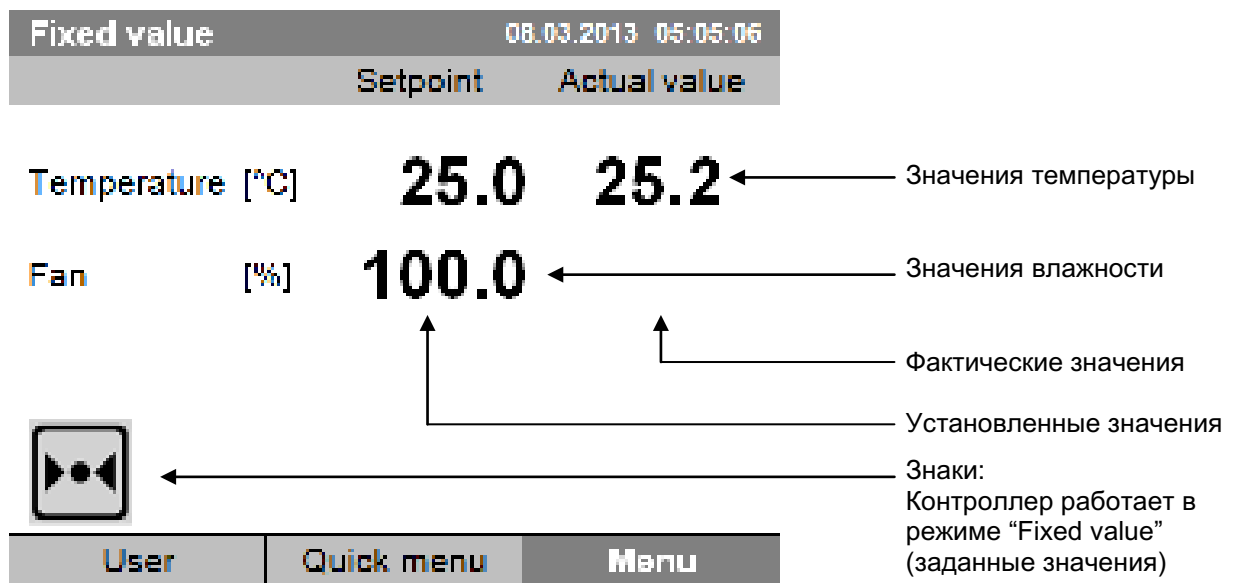 Fixed value 08.03.2013 05:05:06
Setpoint Actual value
Temperature [°C] 25.0 25.2 Значения температуры
Fan [%] 100.0 Значения влажности
Фактические значения
Установленные значения
Знаки:
Контроллер работает в
режиме “Fixed value”
(заданные значения)
User Quick menu Menu